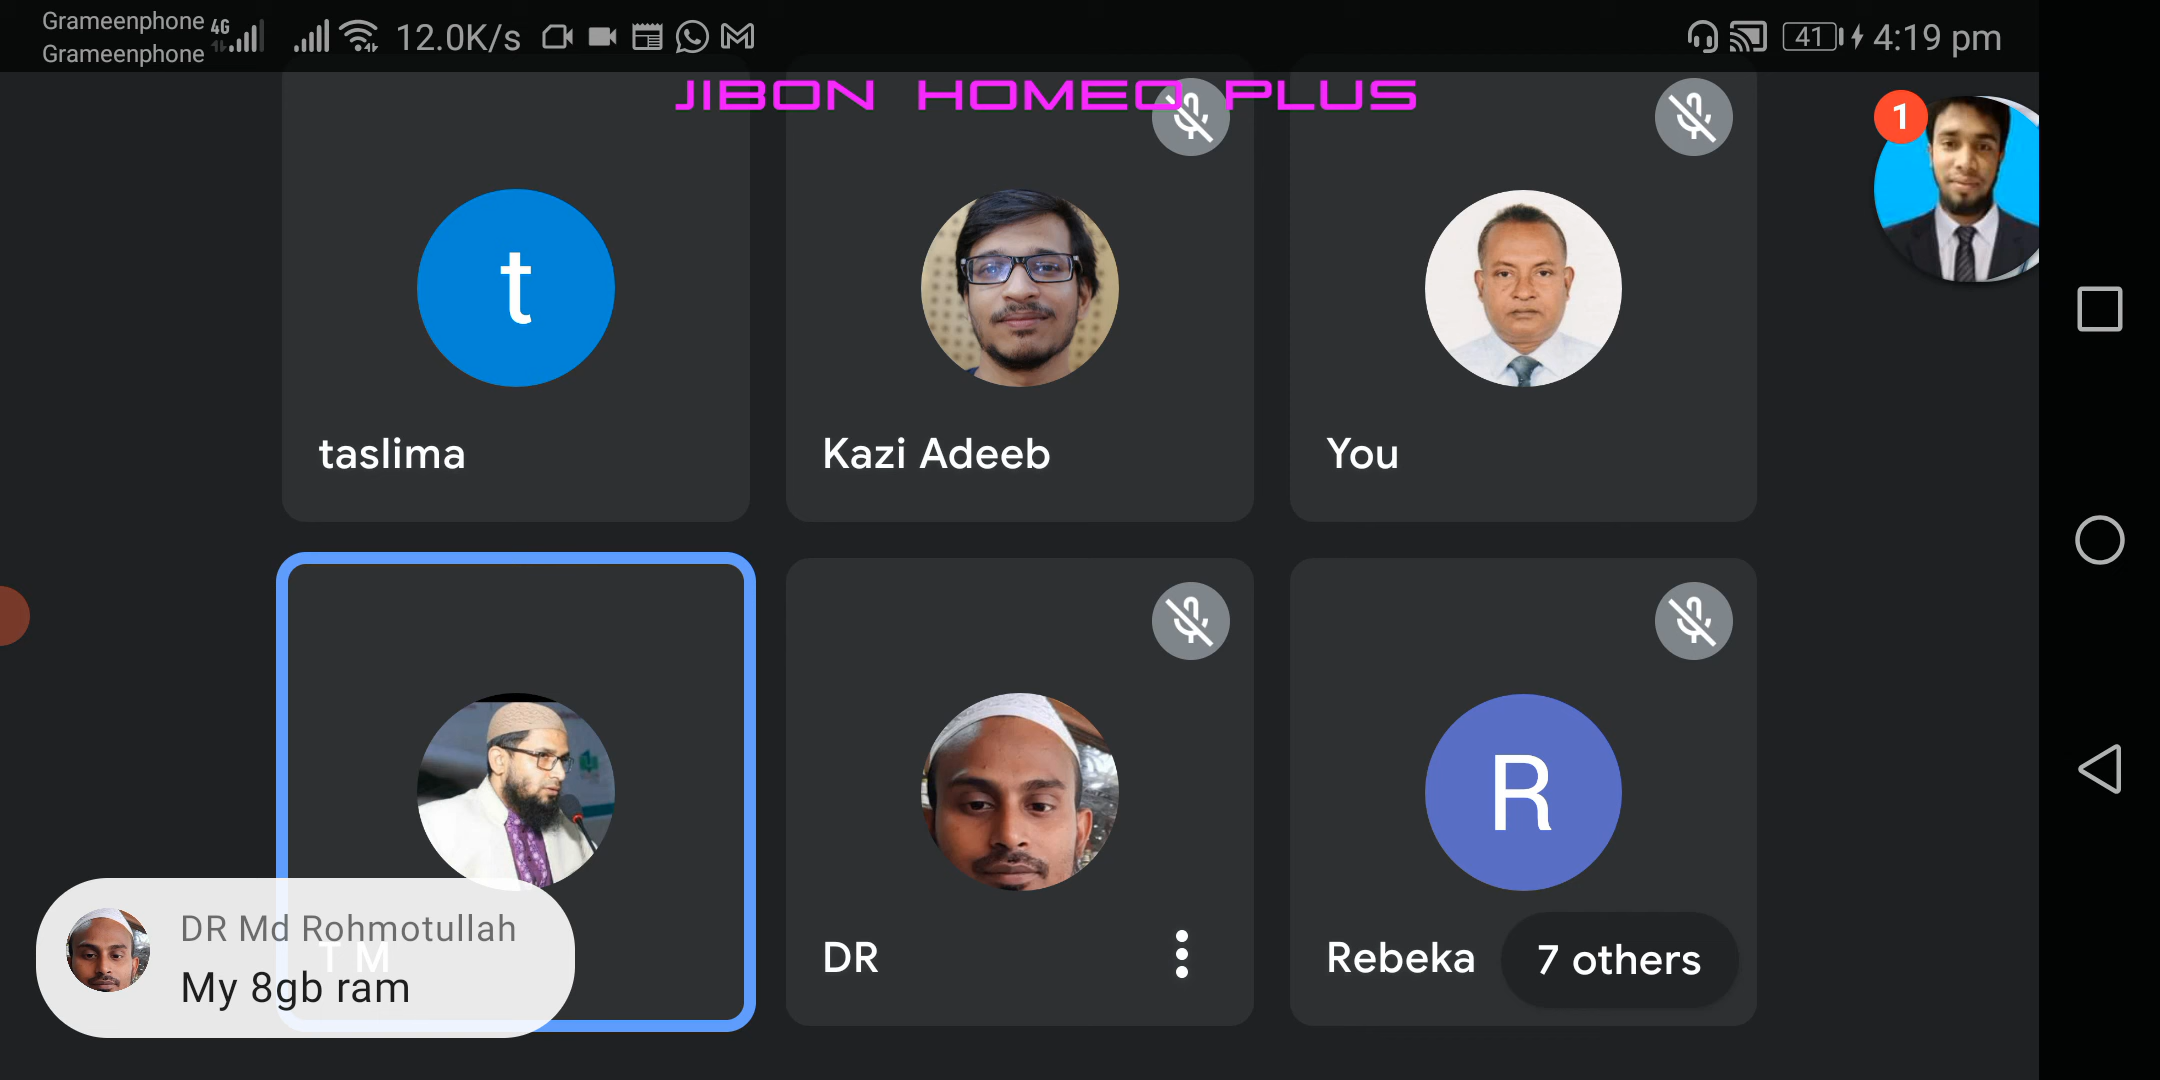 Grameenphone 4G
Grameenphone
12.0K/s
41
4:19 pm
JIBON HOMEO PLUS
1
t
taslima
Kazi Adeeb
You
R
DR Md Rohmotullah
T M
My 8gb ram
DR
Rebeka
7 others